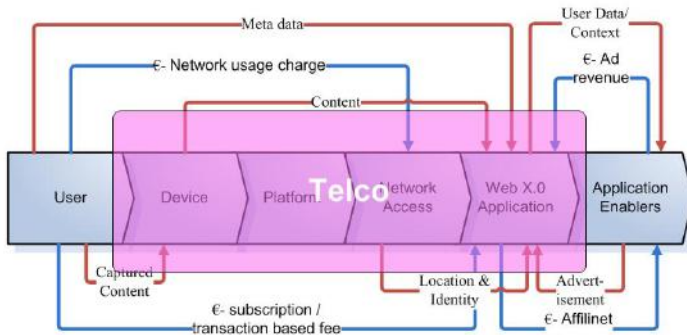 Meta data
User Data/
Context
€- Network usage charge
€- Ad
revenue
Content
User
Device
Platform
Telco
Network
Access
Web X.0
Application
Application
Enablers
Captured
Content
Location &
Identity
Advert-
isement
€- subscription /
transaction based fee
€- Affilinet